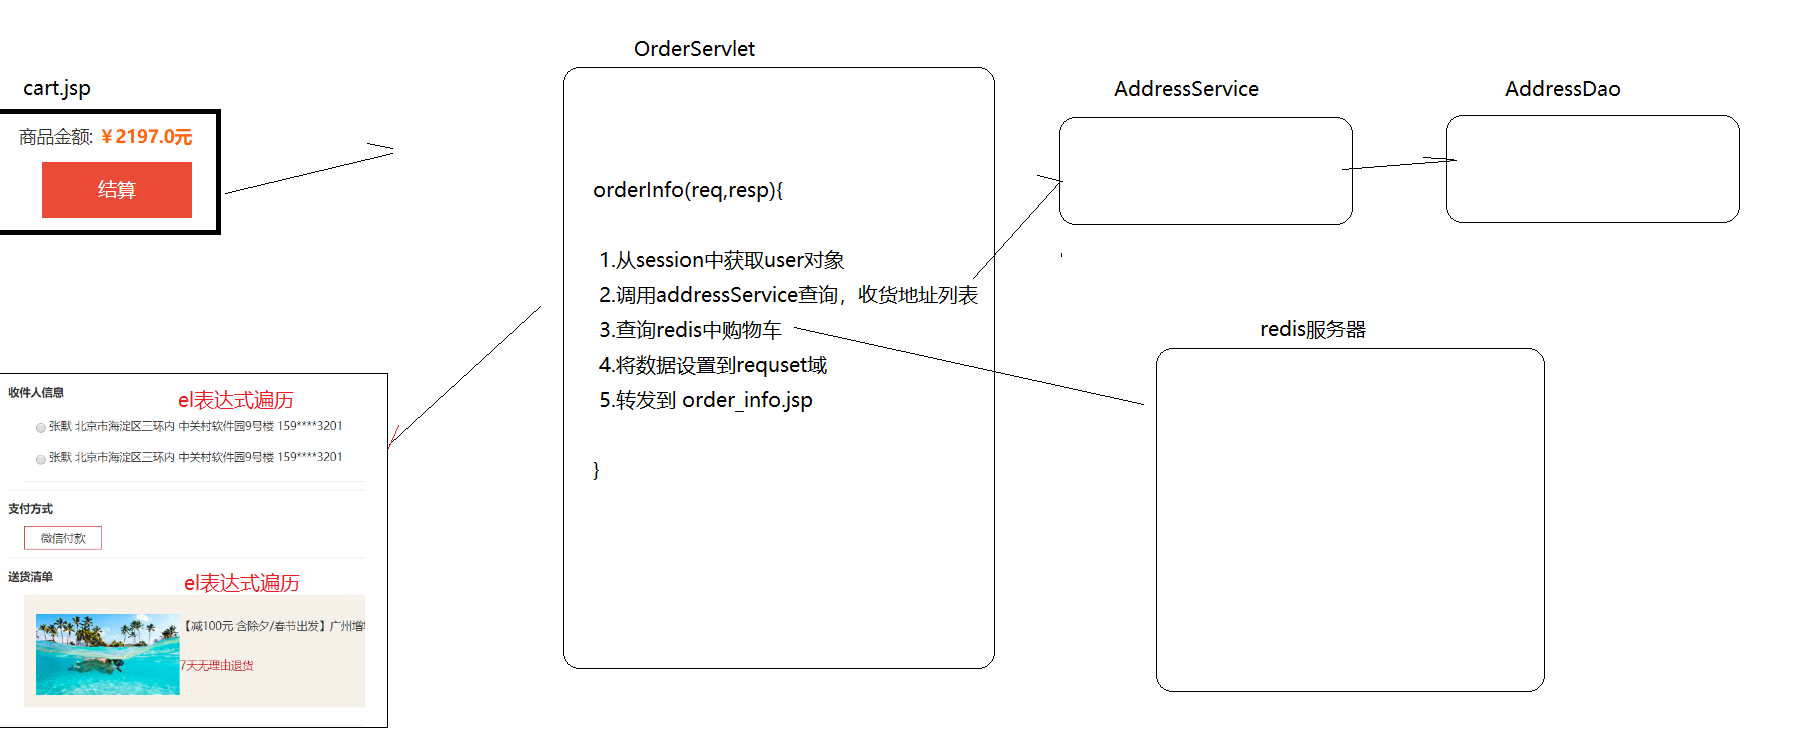 OrderServlet
cart.jsp
AddressService
AddressDao
商品金额: ￥2197.0元
结算
orderInfo(req,resp){
1.从session中获取user对象
2.调用addressService查询，收货地址列表
3.查询redis中购物车
4.将数据设置到requset域
5.转发到 order_info.jsp
}
redis服务器
收件人信息
el表达式遍历
张默 北京市海淀区三环内 中关村软件园9号楼 159****3201
张默 北京市海淀区三环内 中关村软件园9号楼 159****3201
支付方式
微信付款
送货清单
el表达式遍历
【减100元 含除夕/春节出发】广州增
7天无理由退货